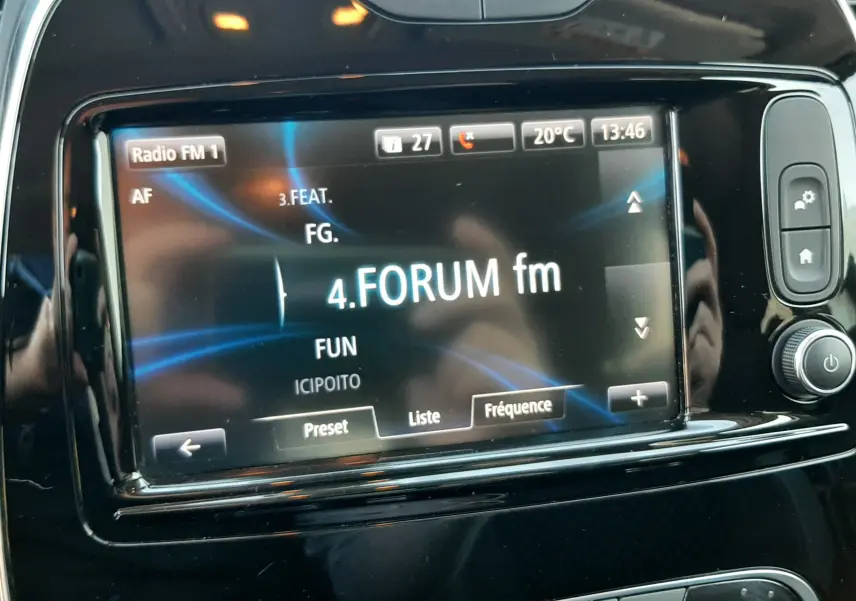 Radio FM 1
i 27
20°C
13:46
AF
3.FEAT.
FG.
4.FORUM fm
FUN
ICIPOITO
Preset
Liste
Fréquence
+